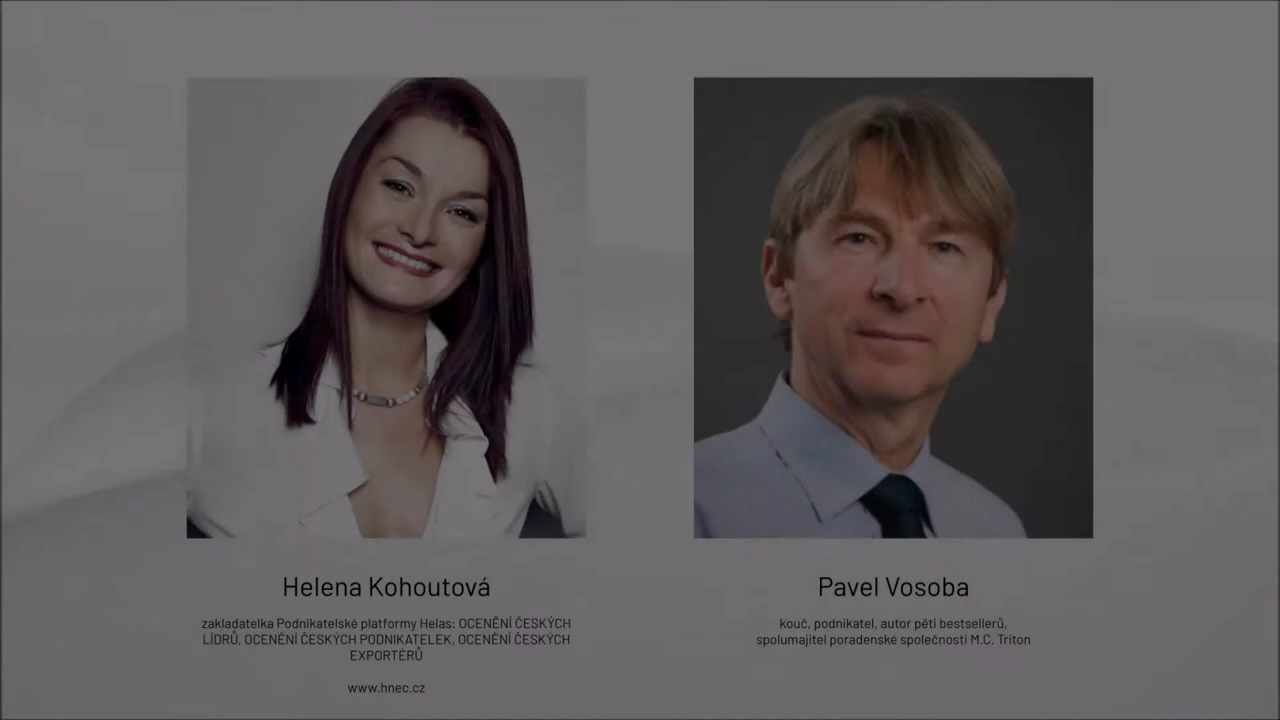 Helena Kohoutová
zakladatelka Podnikatelské platformy Helas: OCENĚNÍ ČESKÝCH
LÍDRŮ, OCENĚNÍ ČESKÝCH PODNIKATELEK, OCENĚNÍ ČESKÝCH
EXPORTÉRŮ
www.hnec.cz
Pavel Vosoba
kouč, podnikatel, autor pěti bestsellerů,
spolumajitel poradenské společnosti M.C. Triton